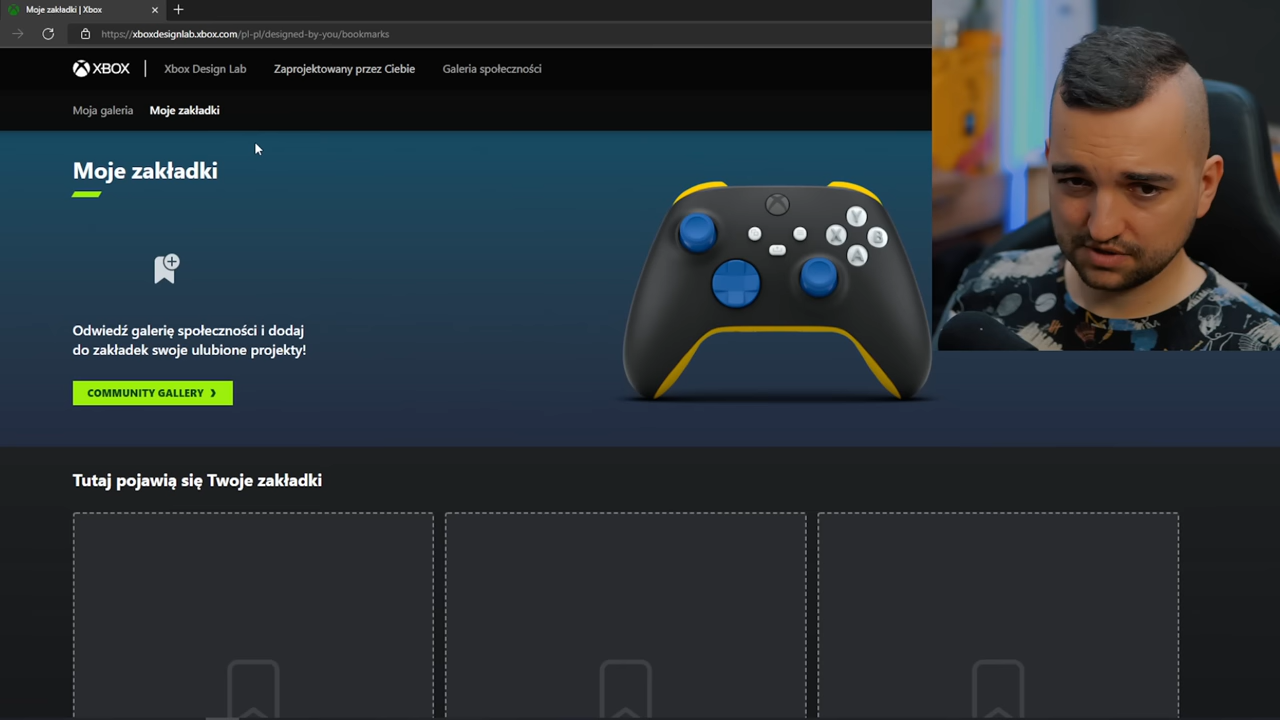 Moje zakładki | Xbox
https://xboxdesignlab.xbox.com/pl-pl/designed-by-you/bookmarks
XBOX
Xbox Design Lab
Zaprojektowany przez Ciebie
Galeria społeczności
Moja galeria
Moje zakładki
Moje zakładki
Y
X
B
A
Odwiedź galerię społeczności i dodaj
do zakładek swoje ulubione projekty!
COMMUNITY GALLERY
Tutaj pojawią się Twoje zakładki